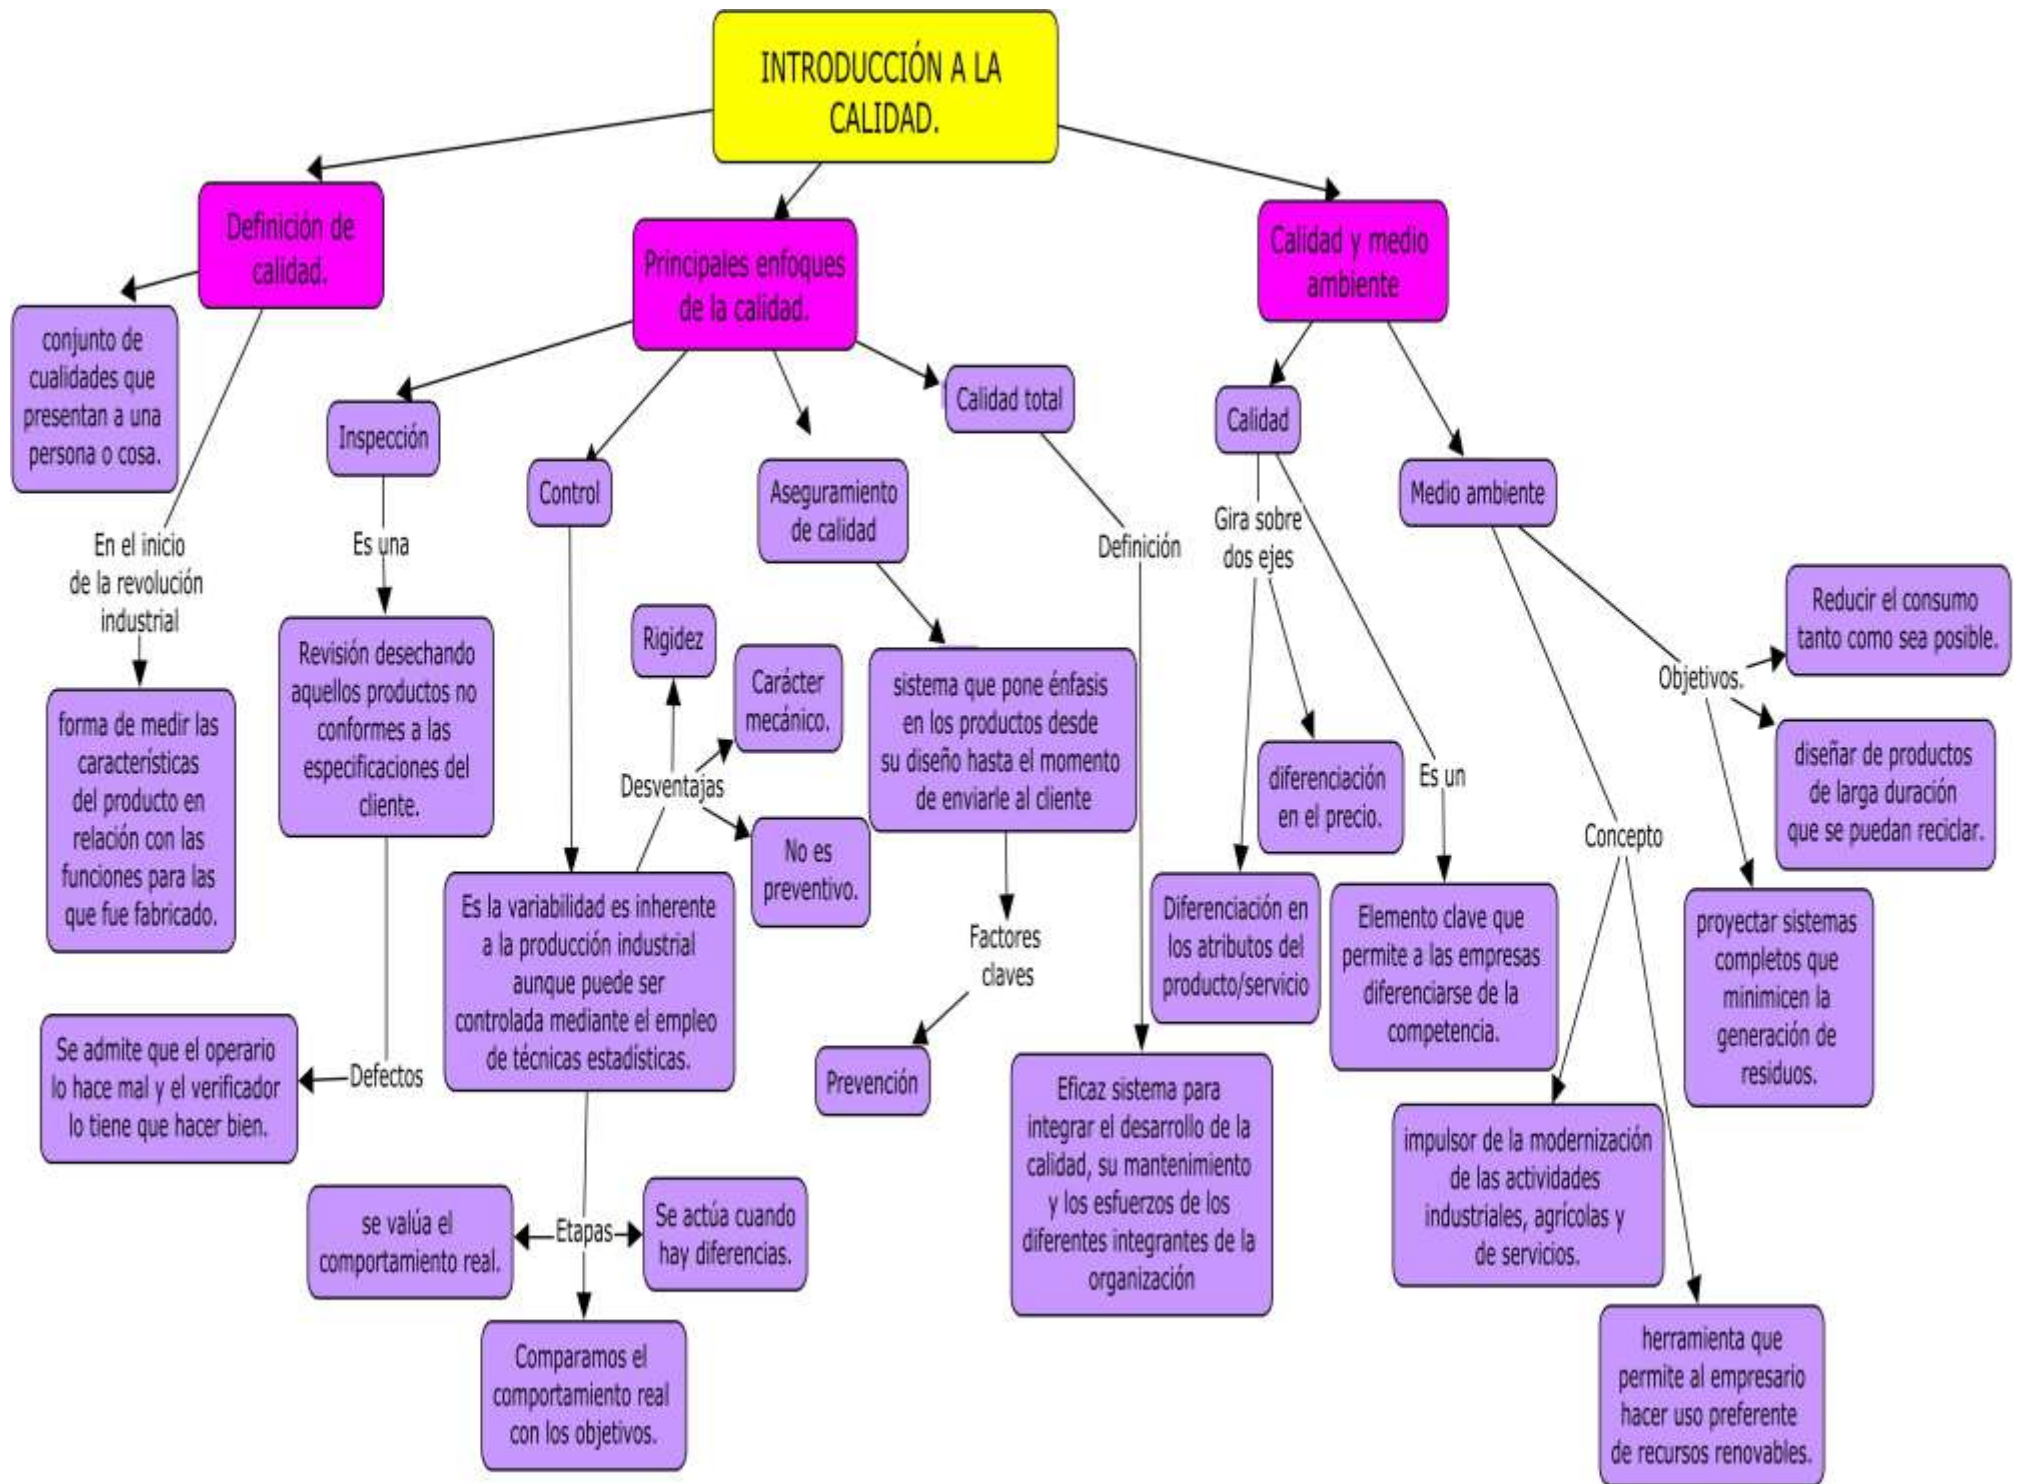 INTRODUCCIÓN A LA
CALIDAD.
Definición de
calidad.
conjunto de
cualidades que
presentan a una
persona o cosa.
En el inicio
de la revolución
industrial
forma de medir las
características
del producto en
relación con las
funciones para las
que fue fabricado.
Principales enfoques
de la calidad.
Inspección
Es una
Revisión desechando
aquellos productos no
conformes a las
especificaciones del
cliente.
Defectos
Se admite que el operario
lo hace mal y el verificador
lo tiene que hacer bien.
Control
Es la variabilidad es inherente
a la producción industrial
aunque puede ser
controlada mediante el empleo
de técnicas estadísticas.
Desventajas
Rigidez
Carácter
mecánico.
No es
preventivo.
Etapas
se valúa el
comportamiento real.
Se actúa cuando
hay diferencias.
Comparamos el
comportamiento real
con los objetivos.
Aseguramiento
de calidad
sistema que pone énfasis
en los productos desde
su diseño hasta el momento
de enviarle al cliente
Factores
claves
Prevención
Calidad total
Definición
Eficaz sistema para
integrar el desarrollo de la
calidad, su mantenimiento
y los esfuerzos de los
diferentes integrantes de la
organización
Calidad y medio
ambiente
Calidad
Gira sobre
dos ejes
Diferenciación en
los atributos del
producto/servicio
diferenciación
en el precio.
Es un
Elemento clave que
permite a las empresas
diferenciarse de la
competencia.
Medio ambiente
Concepto
impulsor de la modernización
de las actividades
industriales, agrícolas y
de servicios.
herramienta que
permite al empresario
hacer uso preferente
de recursos renovables.
Objetivos.
Reducir el consumo
tanto como sea posible.
diseñar de productos
de larga duración
que se puedan reciclar.
proyectar sistemas
completos que
minimicen la
generación de
residuos.